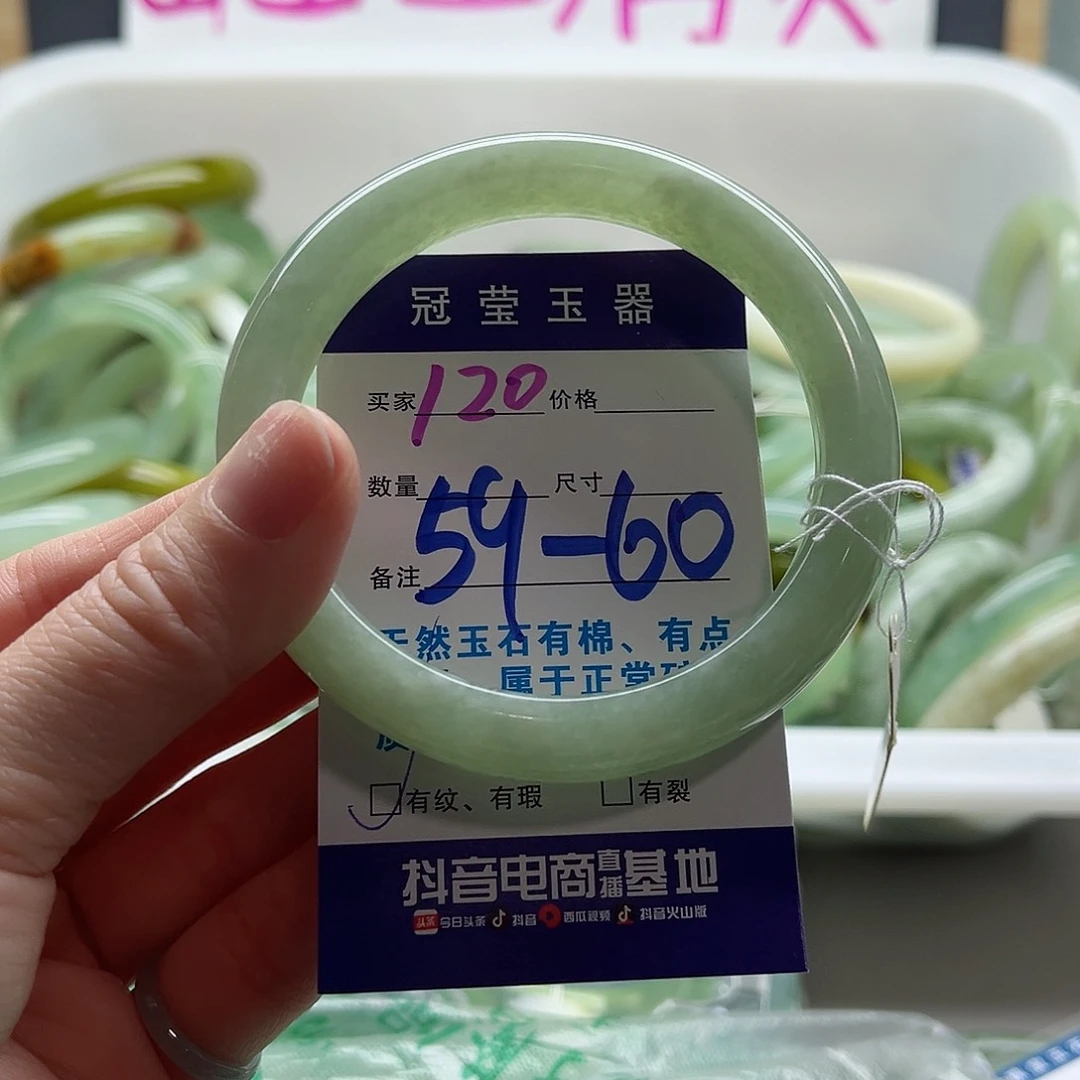 冠莹玉器
买家 120 价格
数量 尺寸
59-60
备注
天然玉石有棉、有点
属于正常
有纹、有瑕 有裂
抖音电商直播基地
头条 今日头条 抖音 西瓜视频 抖音火山版